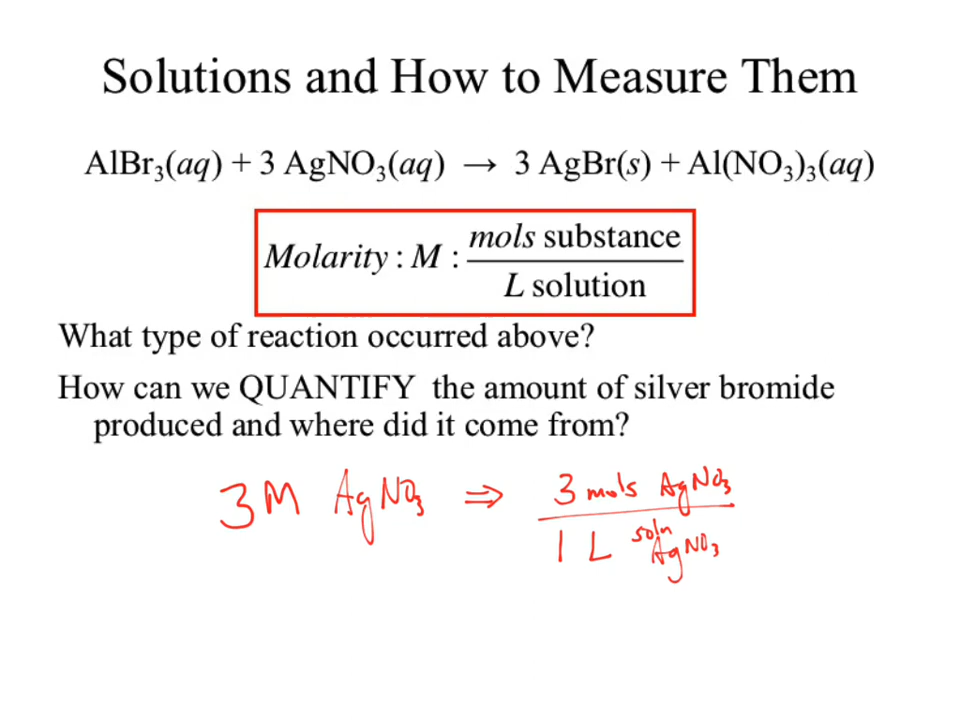 Solutions and How to Measure Them
AlBr₃(aq) + 3 AgNO₃(aq) → 3 AgBr(s) + Al(NO₃)₃(aq)
Molarity : M : mols substance
L solution
What type of reaction occurred above?
How can we QUANTIFY the amount of silver bromide
produced and where did it come from?
3M AgNO₃ ⇒ 3 mols AgNO₃
1 L soln AgNO₃